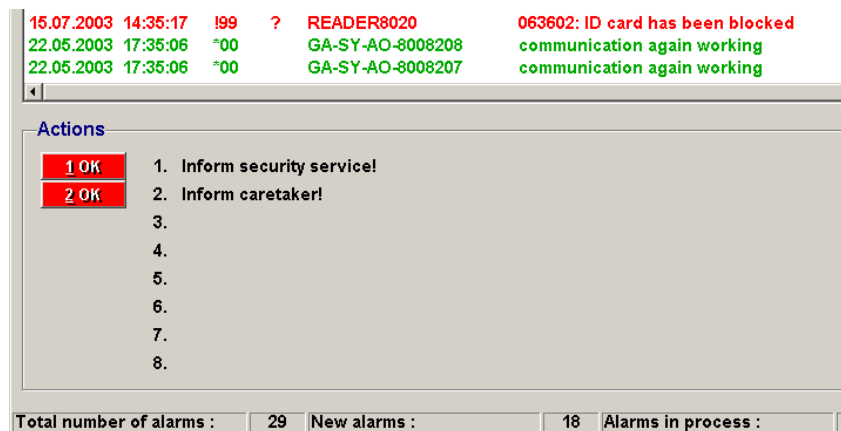 15.07.2003 14:35:17 !99 ? READER8020 063602: ID card has been blocked
22.05.2003 17:35:06 *00 GA-SY-AO-8008208 communication again working
22.05.2003 17:35:06 *00 GA-SY-AO-8008207 communication again working
Actions
1 OK 1. Inform security service!
2 OK 2. Inform caretaker!
3.
4.
5.
6.
7.
8.
Total number of alarms : 29 New alarms : 18 Alarms in process :